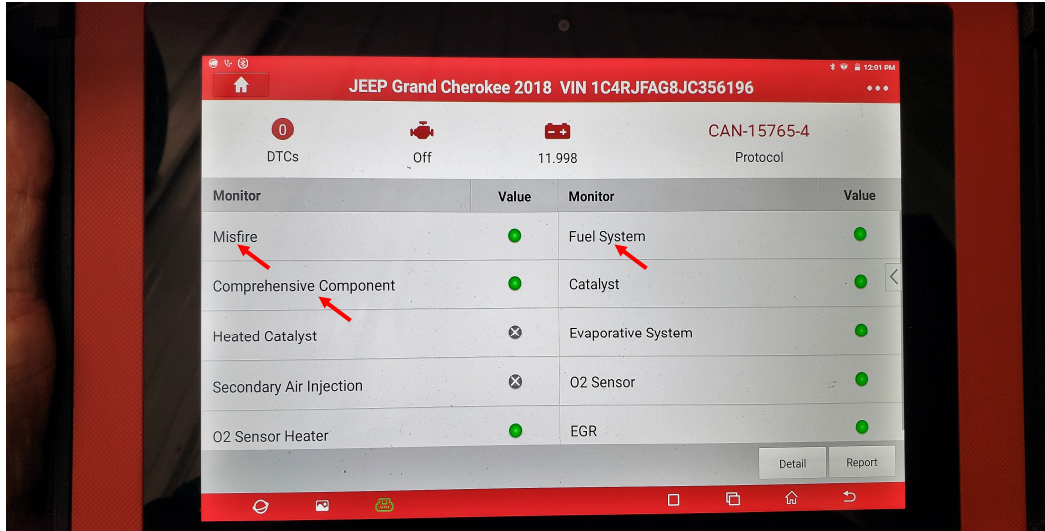 12:01 PM
JEEP Grand Cherokee 2018 VIN 1C4RJFAG8JC356196
0
DTCs
Off
11.998
CAN-15765-4
Protocol
Monitor Value Monitor Value
Misfire Fuel System
Comprehensive Component Catalyst
Heated Catalyst Evaporative System
Secondary Air Injection O2 Sensor
O2 Sensor Heater EGR
Detail Report